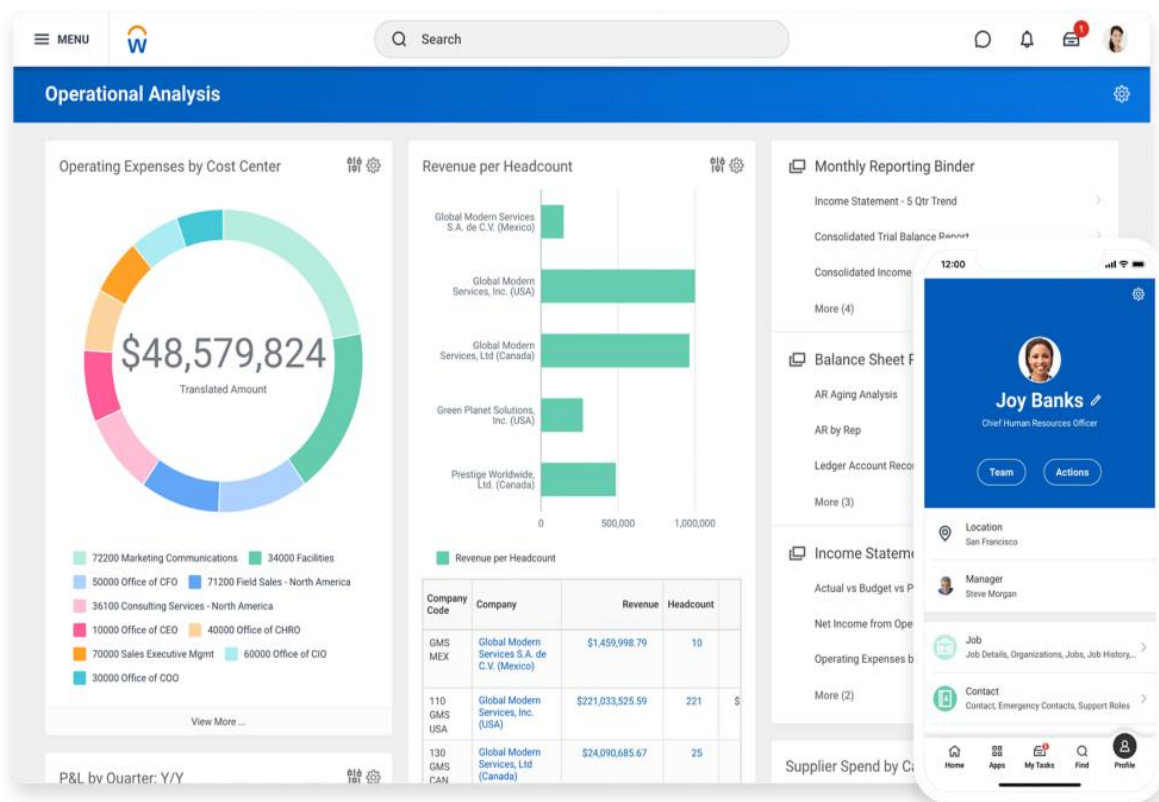 MENU
Search
1
Operational Analysis
Operating Expenses by Cost Center
$48,579,824
Translated Amount
72200 Marketing Communications
34000 Facilities
50000 Office of CFO
71200 Field Sales - North America
36100 Consulting Services - North America
10000 Office of CEO
40000 Office of CHRO
70000 Sales Executive Mgmt
60000 Office of CIO
30000 Office of COO
View More ...
P&L by Quarter: Y/Y
Revenue per Headcount
Global Modern Services
S.A. de C.V. (Mexico)
Global Modern
Services, Inc. (USA)
Global Modern
Services, Ltd (Canada)
Green Planet Solutions,
Inc. (USA)
Prestige Worldwide,
Ltd. (Canada)
0
500,000
1,000,000
Revenue per Headcount
Company
Code
Company
Revenue
Headcount
GMS
MEX
Global Modern
Services S.A. de
C.V. (Mexico)
$1,459,998.79
10
110
GMS
USA
Global Modern
Services, Inc.
(USA)
$221,033,525.59
221
$
130
GMS
CAN
Global Modern
Services, Ltd
(Canada)
$24,090,685.67
25
Monthly Reporting Binder
Income Statement - 5 Qtr Trend
Consolidated Trial Balance Report
Consolidated Income
More (4)
Balance Sheet
AR Aging Analysis
AR by Rep
Ledger Account
More (3)
Income
Actual vs Budget vs
Net Income from
Operating Expenses
More (2)
Supplier Spend by
12:00
Joy Banks
Chief Human Resources Officer
Team
Actions
Location
San Francisco
Manager
Steve Morgan
Job
Job Details, Organizations, Jobs, Job History,...
Contact
Contact, Emergency Contacts, Support Roles
Home
Apps
My Tasks
Find
Profile